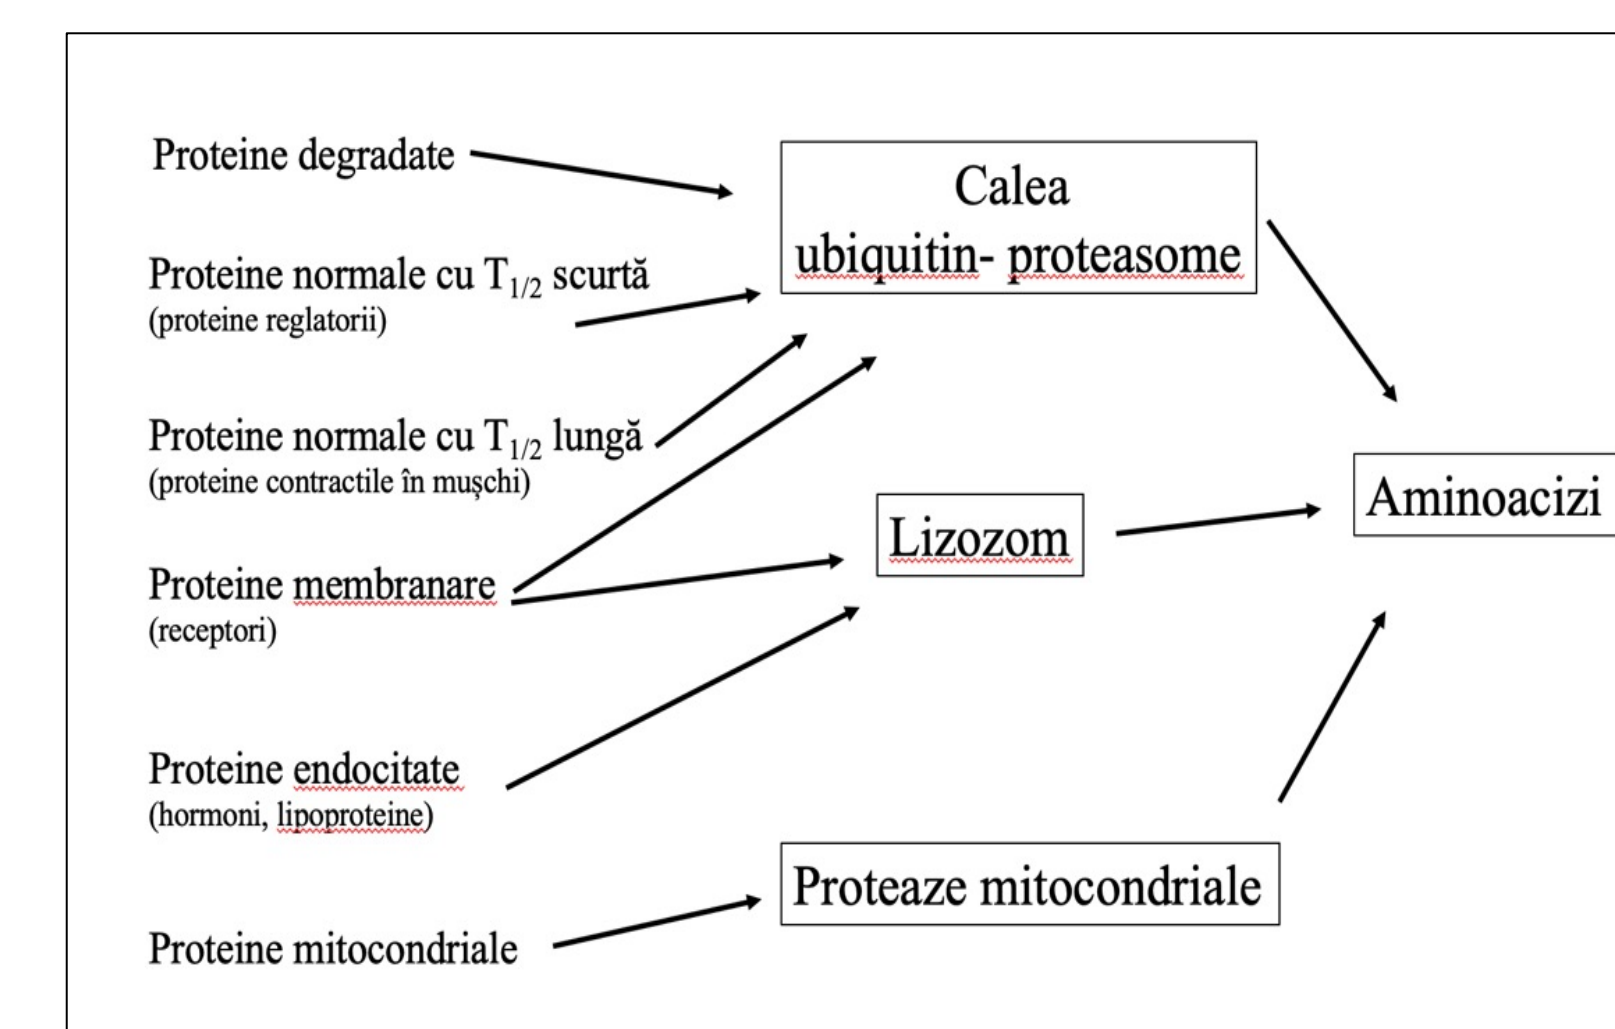 Proteine degradate
Calea
ubiquitin- proteasome
Proteine normale cu T1/2 scurtă
(proteine reglatorii)
Proteine normale cu T1/2 lungă
(proteine contractile în mușchi)
Lizozom
Aminoacizi
Proteine membranare
(receptori)
Proteine endocitate
(hormoni, lipoproteine)
Proteaze mitocondriale
Proteine mitocondriale